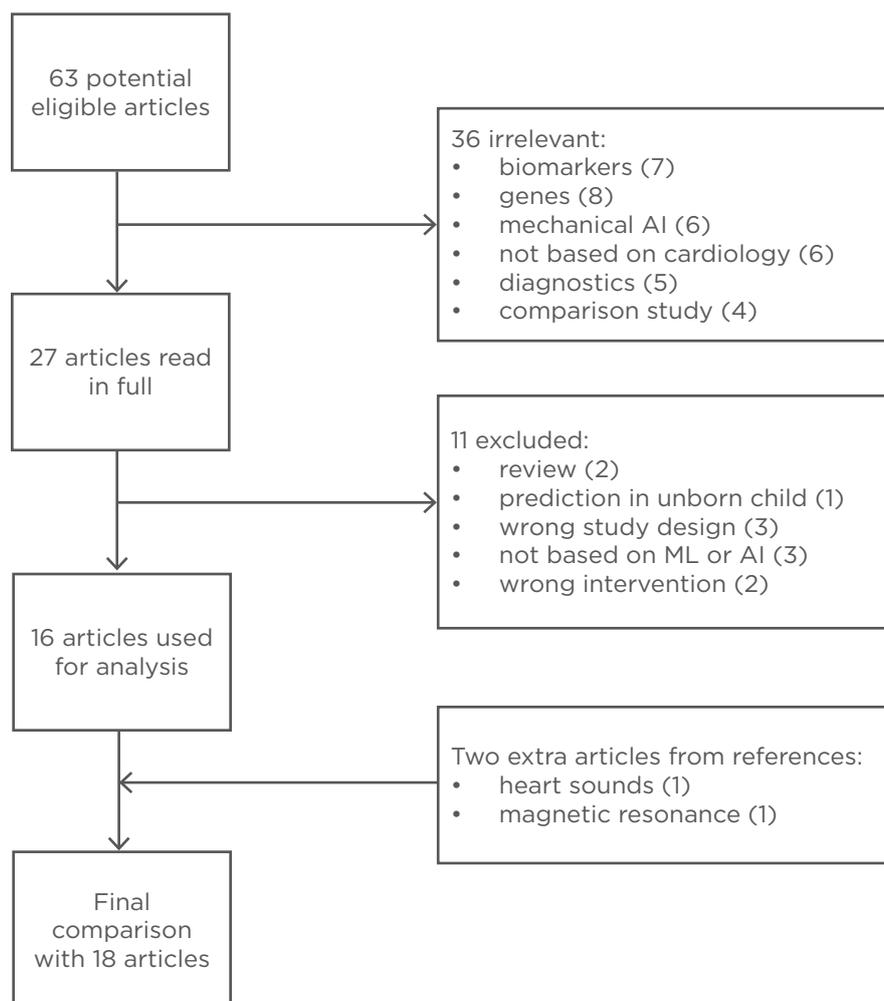 63 potential
eligible articles
36 irrelevant:
• biomarkers (7)
• genes (8)
• mechanical AI (6)
• not based on cardiology (6)
• diagnostics (5)
• comparison study (4)
27 articles read
in full
11 excluded:
• review (2)
• prediction in unborn child (1)
• wrong study design (3)
• not based on ML or AI (3)
• wrong intervention (2)
16 articles used
for analysis
Two extra articles from references:
• heart sounds (1)
• magnetic resonance (1)
Final
comparison
with 18 articles